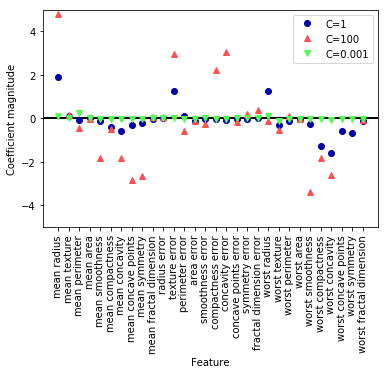 4
2
0
−2
−4
Coefficient magnitude
C=1
C=100
C=0.001
mean radius
mean texture
mean perimeter
mean area
mean smoothness
mean compactness
mean concavity
mean concave points
mean symmetry
mean fractal dimension
radius error
texture error
perimeter error
area error
smoothness error
compactness error
concavity error
concave points error
symmetry error
fractal dimension error
worst radius
worst texture
worst perimeter
worst area
worst smoothness
worst compactness
worst concavity
worst concave points
worst symmetry
worst fractal dimension
Feature